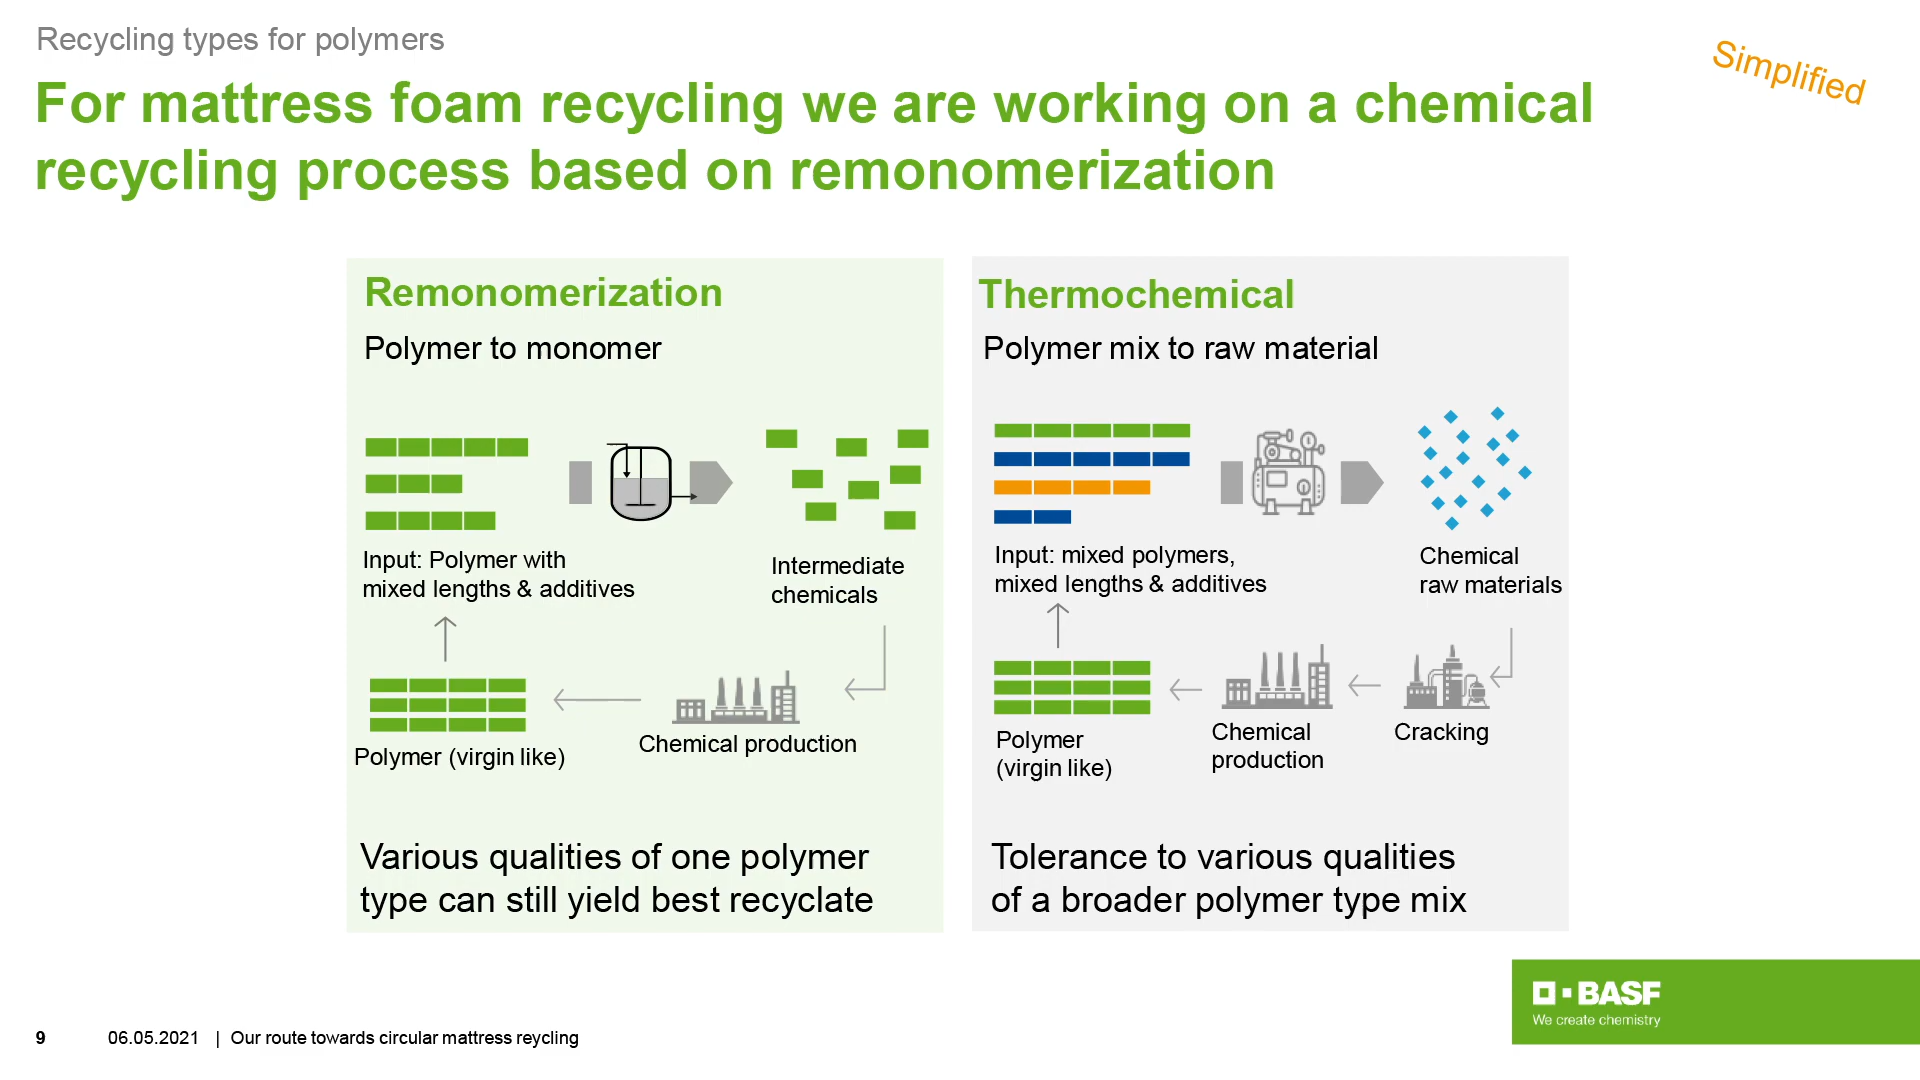 Recycling types for polymers
Simplified
For mattress foam recycling we are working on a chemical
recycling process based on remonomerization
Remonomerization
Polymer to monomer
Input: Polymer with
mixed lengths & additives
Intermediate
chemicals
Chemical production
Polymer (virgin like)
Various qualities of one polymer
type can still yield best recyclate
Thermochemical
Polymer mix to raw material
Input: mixed polymers,
mixed lengths & additives
Chemical
raw materials
Cracking
Chemical
production
Polymer
(virgin like)
Tolerance to various qualities
of a broader polymer type mix
BASF
We create chemistry
9 06.05.2021 | Our route towards circular mattress reycling